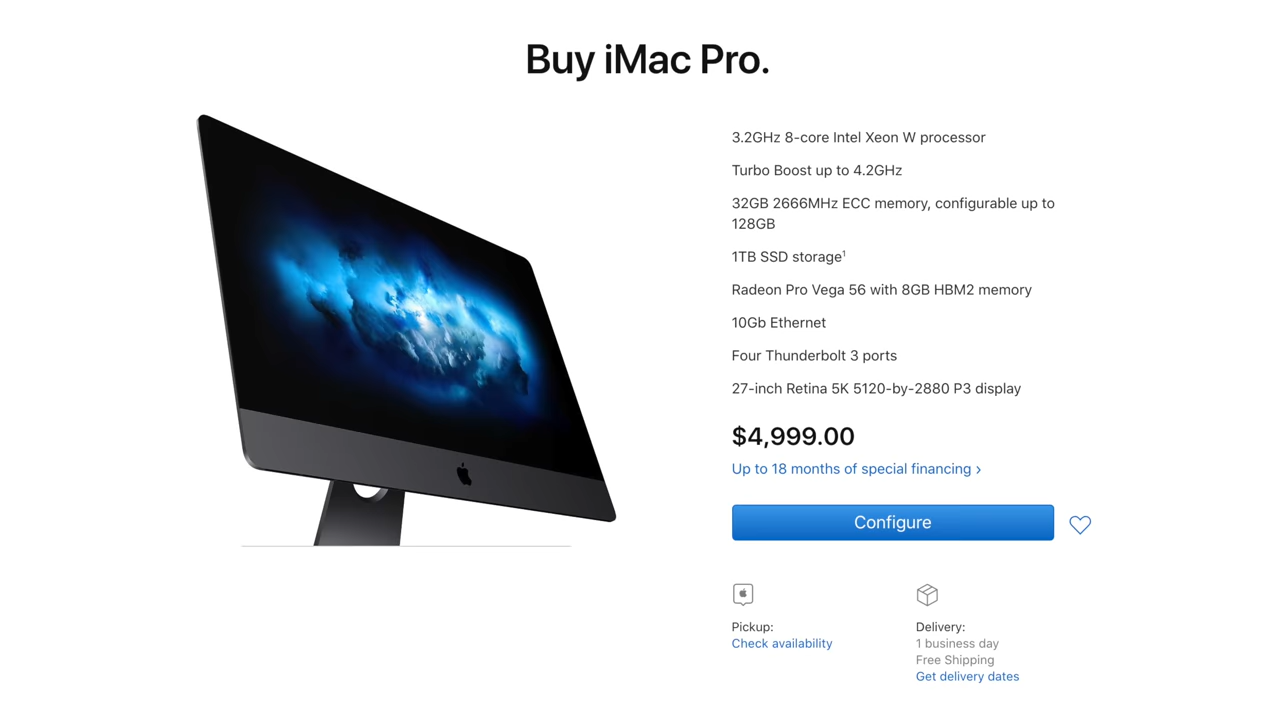 Buy iMac Pro.
3.2GHz 8-core Intel Xeon W processor
Turbo Boost up to 4.2GHz
32GB 2666MHz ECC memory, configurable up to
128GB
1TB SSD storage¹
Radeon Pro Vega 56 with 8GB HBM2 memory
10Gb Ethernet
Four Thunderbolt 3 ports
27-inch Retina 5K 5120-by-2880 P3 display
$4,999.00
Up to 18 months of special financing ›
Configure
Pickup:
Check availability
Delivery:
1 business day
Free Shipping
Get delivery dates